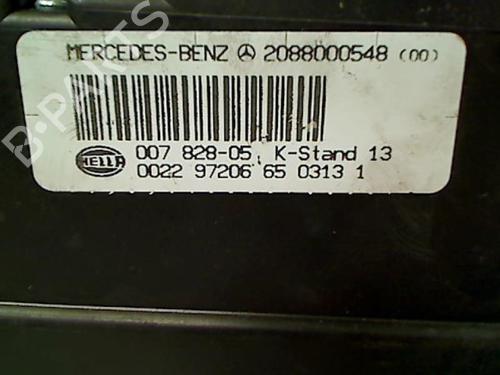 MERCEDES-BENZ 2088000548 (00)
HELLA 007 828-05, K-Stand 13
0022 97206 65 0313 1
B-PARTS